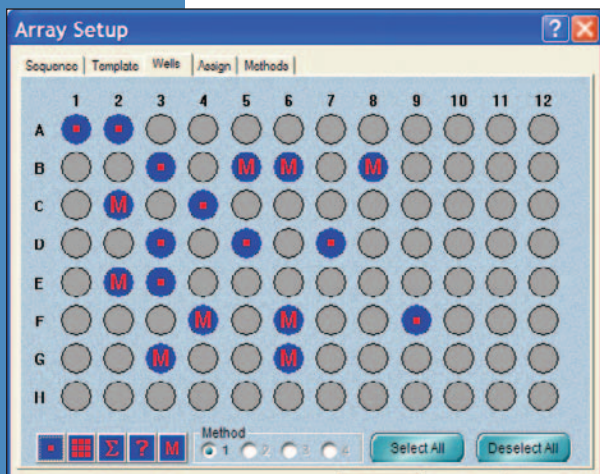 Array Setup ? X
Sequence Template Wells Assign Methods
1 2 3 4 5 6 7 8 9 10 11 12
A
B M M M
C M
D
E M
F M M
G M M
H
Σ ? M
Method
1 2 3 4
Select All Deselect All